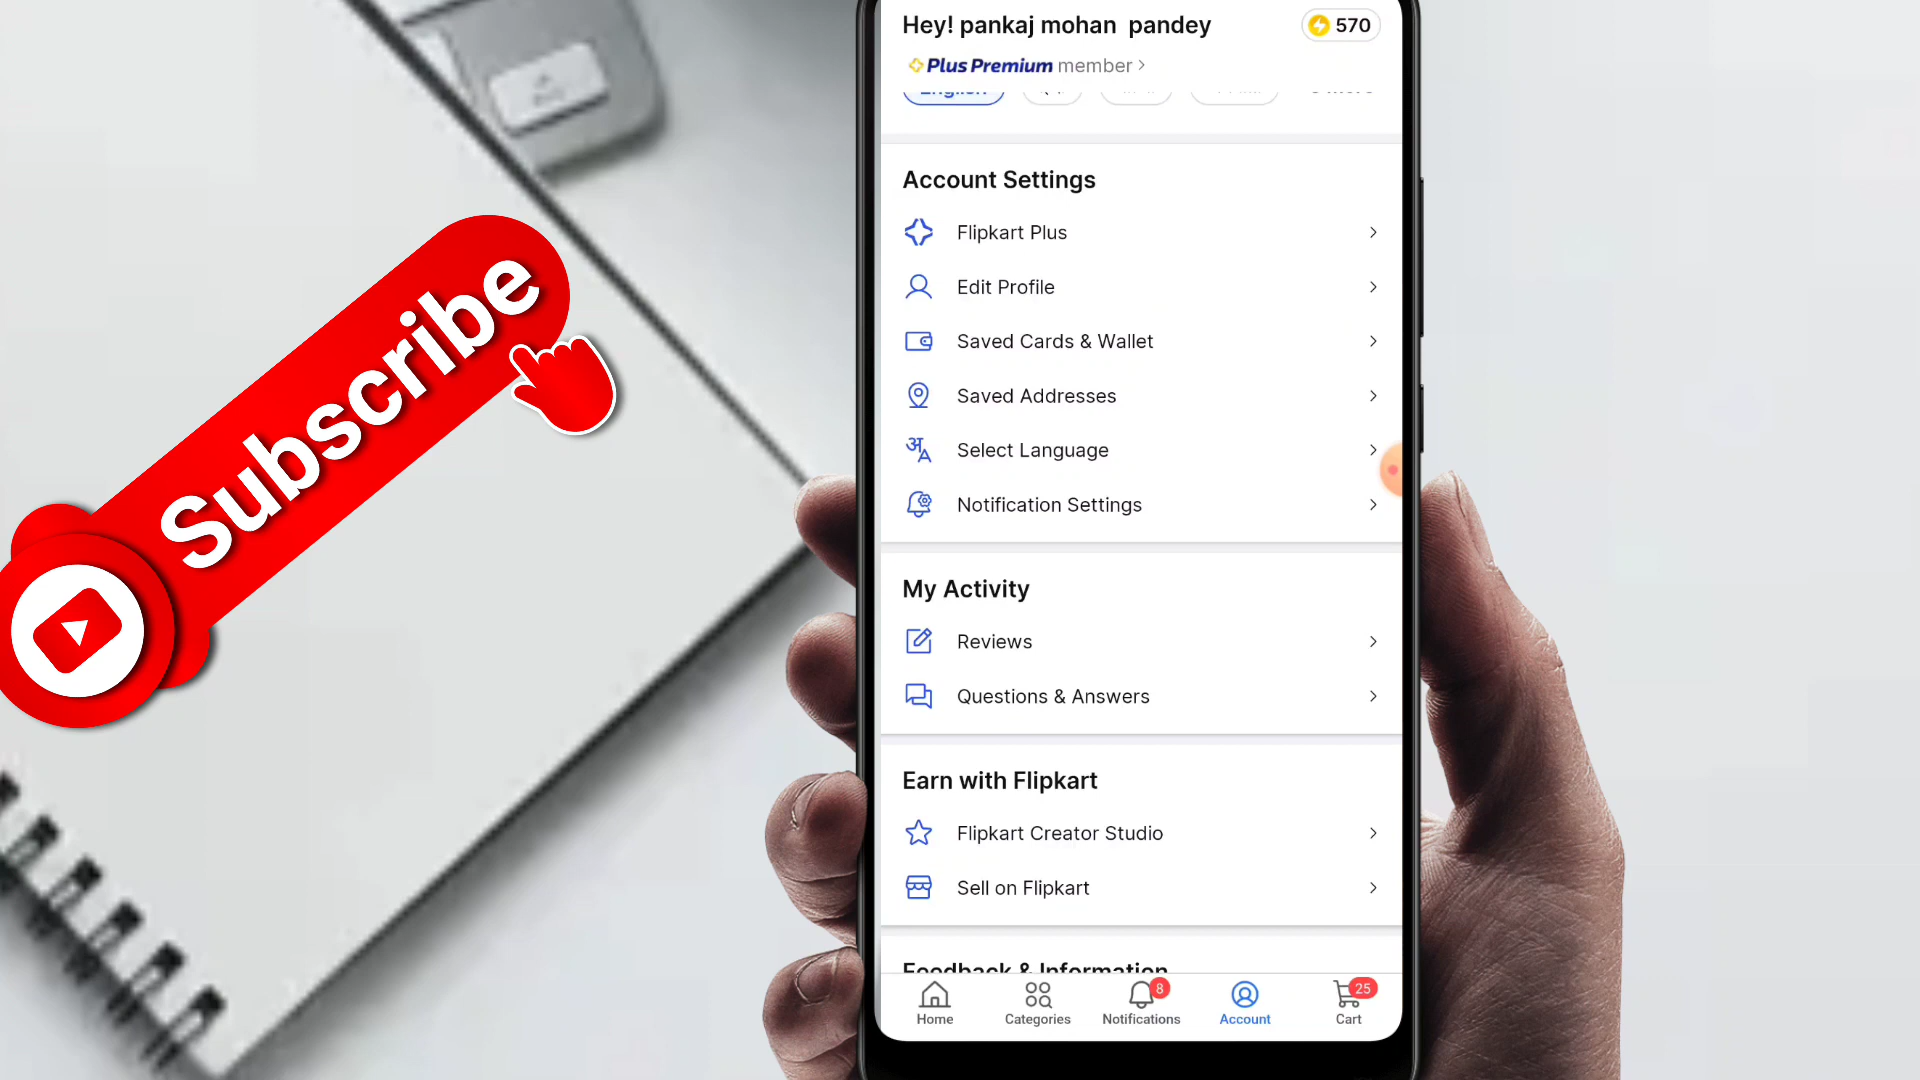 Hey! pankaj mohan pandey
570
Plus Premium member
English
Account Settings
Flipkart Plus
Edit Profile
Saved Cards & Wallet
Saved Addresses
Select Language
Notification Settings
My Activity
Reviews
Questions & Answers
Earn with Flipkart
Flipkart Creator Studio
Sell on Flipkart
Feedback & Information
8
25
Home
Categories
Notifications
Account
Cart
Subscribe